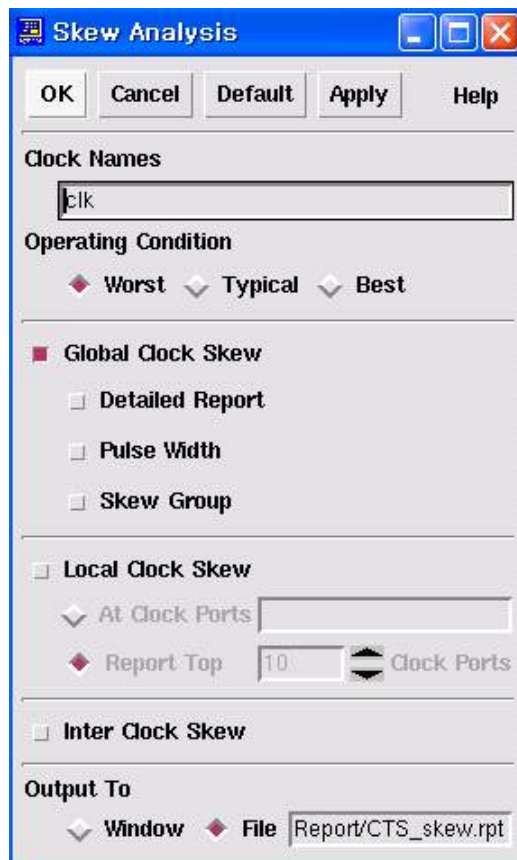 Skew Analysis
OK Cancel Default Apply Help
Clock Names
clk
Operating Condition
Worst Typical Best
Global Clock Skew
Detailed Report
Pulse Width
Skew Group
Local Clock Skew
At Clock Ports
Report Top 10 Clock Ports
Inter Clock Skew
Output To
Window File Report/CTS_skew.rpt